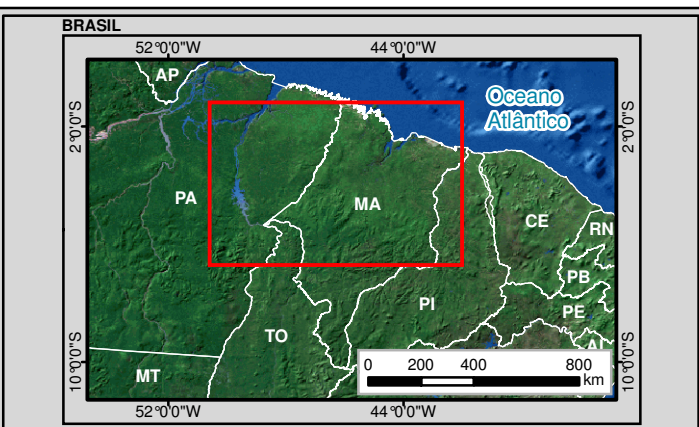 BRASIL
52°0'0"W
44°0'0"W
AP
Oceano
Atlântico
2°0'0"S
2°0'0"S
PA
MA
CE
RN
PB
PI
PE
TO
AL
MT
0 200 400 800
km
10°0'0"S
10°0'0"S
52°0'0"W
44°0'0"W